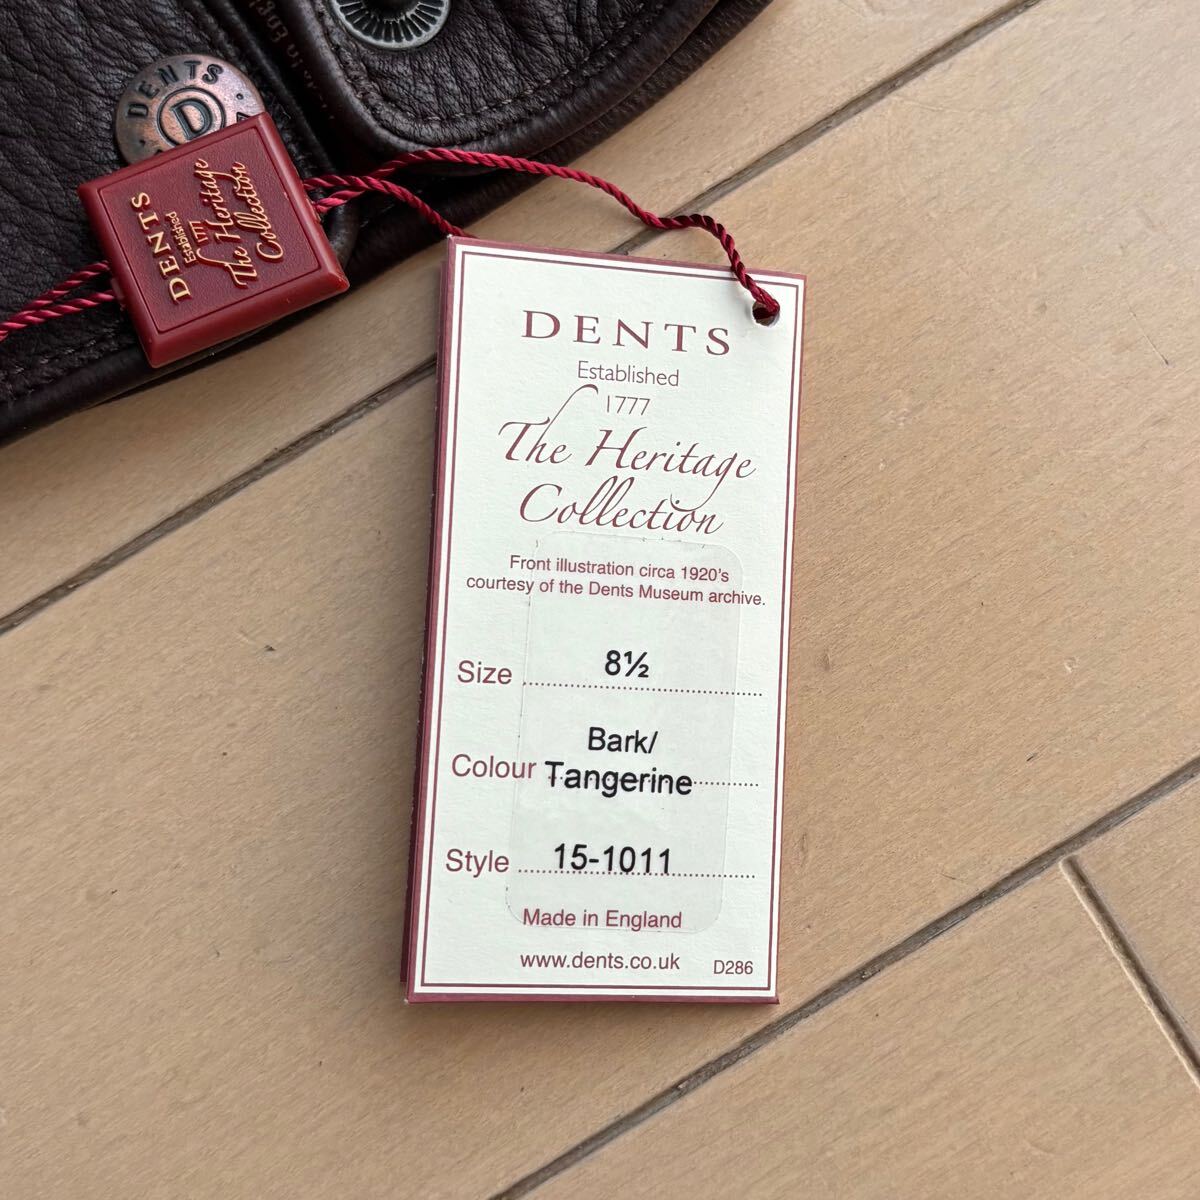 DENTS
D
DENTS
Established
1777
The Heritage
Collection
DENTS
Established
1777
The Heritage
Collection
Front illustration circa 1920's
courtesy of the Dents Museum archive.
Size 8½
Bark/
Colour Tangerine
Style 15-1011
Made in England
www.dents.co.uk D286